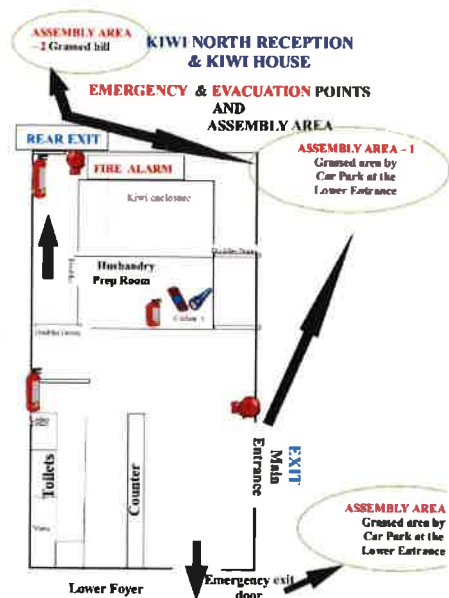 ASSEMBLY AREA
- 2 Grassed hill
KIWI NORTH RECEPTION
& KIWI HOUSE
EMERGENCY & EVACUATION POINTS
AND
ASSEMBLY AREA
REAR EXIT
FIRE ALARM
ASSEMBLY AREA - 1
Grassed area by
Car Park at the
Lower Entrance
Kiwi enclosure
Husbandry
Prep Room
Toilets
Counter
Main
Entrance
EXIT
ASSEMBLY AREA
Grassed area by
Car Park at the
Lower Entrance
Lower Foyer
Emergency exit
door